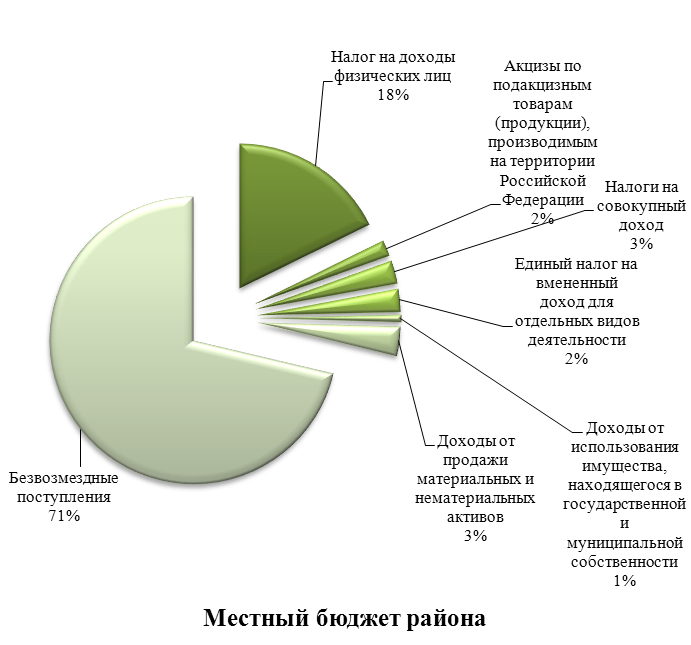 Налог на доходы
физических лиц
18%
Акцизы по
подакцизным
товарам
(продукции),
производимым
на территории
Российской
Федерации
2%
Налоги на
совокупный
доход
3%
Единый налог на
вмененный
доход для
отдельных видов
деятельности
2%
Доходы от
использования
имущества,
находящегося в
государственной
и
муниципальной
собственности
1%
Доходы от
продажи
материальных и
нематериальных
активов
3%
Безвозмездные
поступления
71%
Местный бюджет района